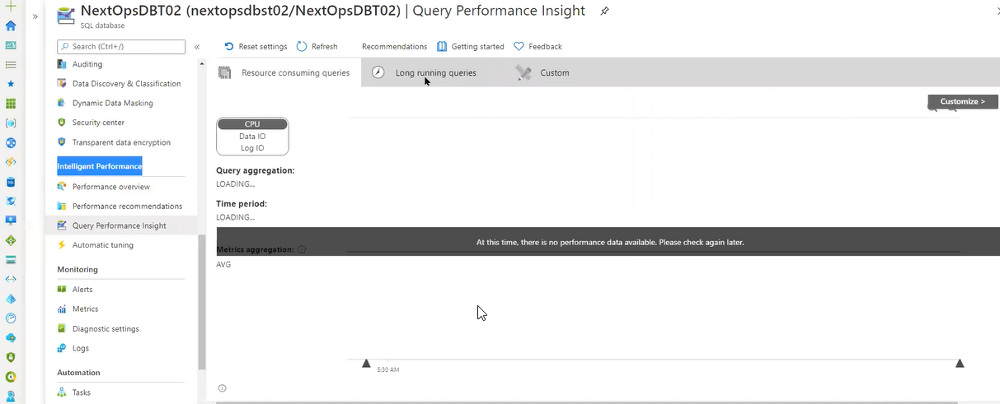 NextOpsDBT02 (nextopsdbst02/NextOpsDBT02) | Query Performance Insight
SQL database
Search (Ctrl+/)
Reset settings
Refresh
Recommendations
Getting started
Feedback
Auditing
Data Discovery & Classification
Dynamic Data Masking
Security center
Transparent data encryption
Intelligent Performance
Performance overview
Performance recommendations
Query Performance Insight
Automatic tuning
Monitoring
Alerts
Metrics
Diagnostic settings
Logs
Automation
Tasks
Resource consuming queries
Long running queries
Custom
Customize >
CPU
Data IO
Log IO
Query aggregation:
LOADING...
Time period:
LOADING...
At this time, there is no performance data available. Please check again later.
Metrics aggregation:
AVG
5:30 AM